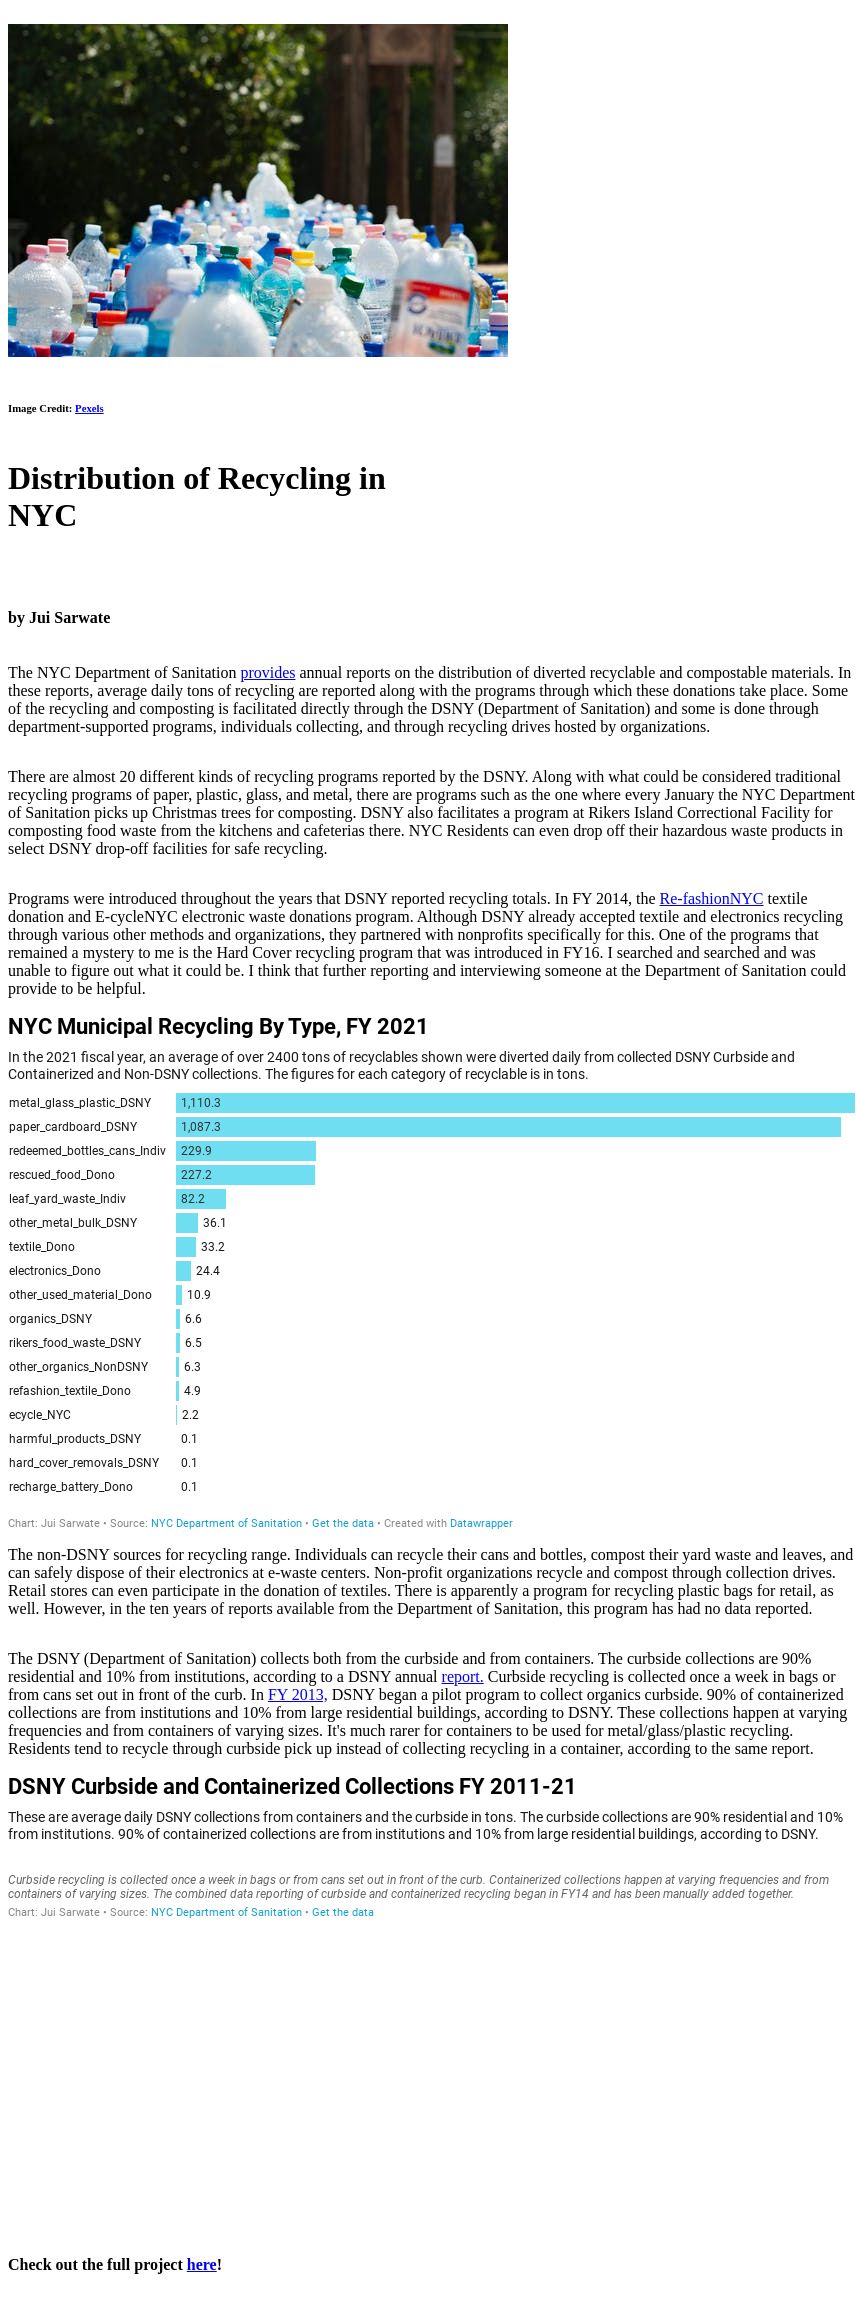 Image Credit: Pexels
Distribution of Recycling in
NYC
by Jui Sarwate
The NYC Department of Sanitation provides annual reports on the distribution of diverted recyclable and compostable materials. In
these reports, average daily tons of recycling are reported along with the programs through which these donations take place. Some
of the recycling and composting is facilitated directly through the DSNY (Department of Sanitation) and some is done through
department-supported programs, individuals collecting, and through recycling drives hosted by organizations.
There are almost 20 different kinds of recycling programs reported by the DSNY. Along with what could be considered traditional
recycling programs of paper, plastic, glass, and metal, there are programs such as the one where every January the NYC Department
of Sanitation picks up Christmas trees for composting. DSNY also facilitates a program at Rikers Island Correctional Facility for
composting food waste from the kitchens and cafeterias there. NYC Residents can even drop off their hazardous waste products in
select DSNY drop-off facilities for safe recycling.
Programs were introduced throughout the years that DSNY reported recycling totals. In FY 2014, the Re-fashionNYC textile
donation and E-cycleNYC electronic waste donations program. Although DSNY already accepted textile and electronics recycling
through various other methods and organizations, they partnered with nonprofits specifically for this. One of the programs that
remained a mystery to me is the Hard Cover recycling program that was introduced in FY16. I searched and searched and was
unable to figure out what it could be. I think that further reporting and interviewing someone at the Department of Sanitation could
provide to be helpful.
NYC Municipal Recycling By Type, FY 2021
In the 2021 fiscal year, an average of over 2400 tons of recyclables shown were diverted daily from collected DSNY Curbside and
Containerized and Non-DSNY collections. The figures for each category of recyclable is in tons.
metal_glass_plastic_DSNY 1,110.3
paper_cardboard_DSNY 1,087.3
redeemed_bottles_cans_Indiv 229.9
rescued_food_Dono 227.2
leaf_yard_waste_Indiv 82.2
other_metal_bulk_DSNY 36.1
textile_Dono 33.2
electronics_Dono 24.4
other_used_material_Dono 10.9
organics_DSNY 6.6
rikers_food_waste_DSNY 6.5
other_organics_NonDSNY 6.3
refashion_textile_Dono 4.9
ecycle_NYC 2.2
harmful_products_DSNY 0.1
hard_cover_removals_DSNY 0.1
recharge_battery_Dono 0.1
Chart: Jui Sarwate • Source: NYC Department of Sanitation • Get the data • Created with Datawrapper
The non-DSNY sources for recycling range. Individuals can recycle their cans and bottles, compost their yard waste and leaves, and
can safely dispose of their electronics at e-waste centers. Non-profit organizations recycle and compost through collection drives.
Retail stores can even participate in the donation of textiles. There is apparently a program for recycling plastic bags for retail, as
well. However, in the ten years of reports available from the Department of Sanitation, this program has had no data reported.
The DSNY (Department of Sanitation) collects both from the curbside and from containers. The curbside collections are 90%
residential and 10% from institutions, according to a DSNY annual report. Curbside recycling is collected once a week in bags or
from cans set out in front of the curb. In FY 2013, DSNY began a pilot program to collect organics curbside. 90% of containerized
collections are from institutions and 10% from large residential buildings, according to DSNY. These collections happen at varying
frequencies and from containers of varying sizes. It's much rarer for containers to be used for metal/glass/plastic recycling.
Residents tend to recycle through curbside pick up instead of collecting recycling in a container, according to the same report.
DSNY Curbside and Containerized Collections FY 2011-21
These are average daily DSNY collections from containers and the curbside in tons. The curbside collections are 90% residential and 10%
from institutions. 90% of containerized collections are from institutions and 10% from large residential buildings, according to DSNY.
Curbside recycling is collected once a week in bags or from cans set out in front of the curb. Containerized collections happen at varying frequencies and from
containers of varying sizes. The combined data reporting of curbside and containerized recycling began in FY14 and has been manually added together.
Chart: Jui Sarwate • Source: NYC Department of Sanitation • Get the data
Check out the full project here!